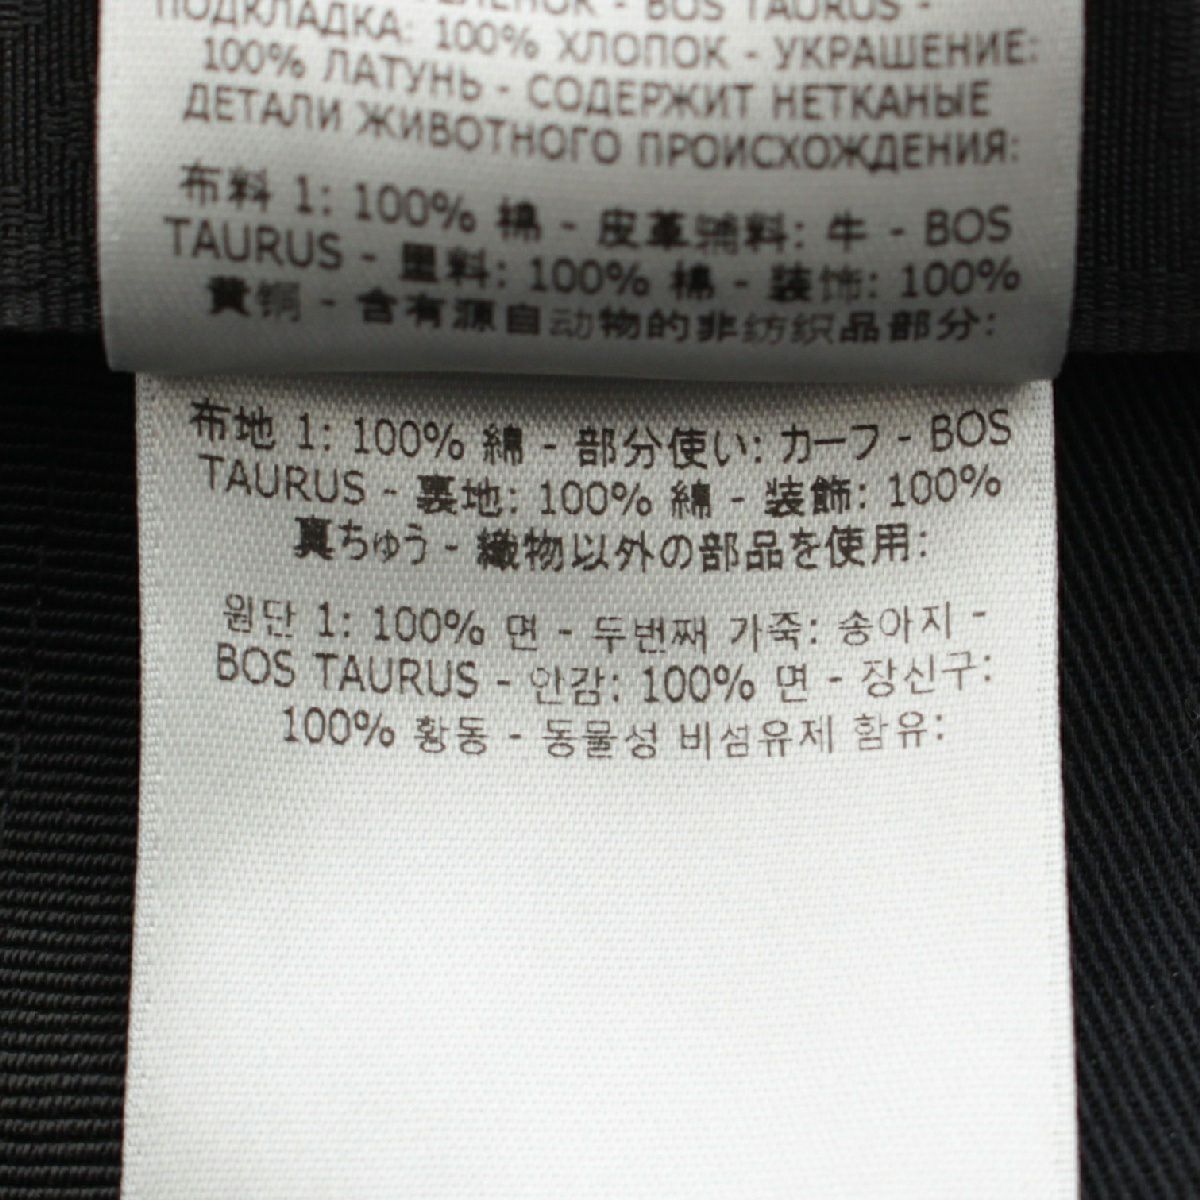 - BOS TAURUS -
ПОДКЛАДКА: 100% ХЛОПОК - УКРАШЕНИЕ:
100% ЛАТУНЬ - СОДЕРЖИТ НЕТКАНЫЕ
ДЕТАЛИ ЖИВОТНОГО ПРОИСХОЖДЕНИЯ:
布料 1: 100% 棉 - 皮革辅料: 牛 - BOS
TAURUS - 里料: 100% 棉 - 装饰: 100%
黄铜 - 含有源自动物的非纺织品部分:
布地 1: 100% 綿 - 部分使い: カーフ - BOS
TAURUS - 裏地: 100% 綿 - 装飾: 100%
真ちゅう - 織物以外の部品を使用:
원단 1: 100% 면 - 두번째 가죽: 송아지 -
BOS TAURUS - 안감: 100% 면 - 장신구:
100% 황동 - 동물성 비섬유제 함유: